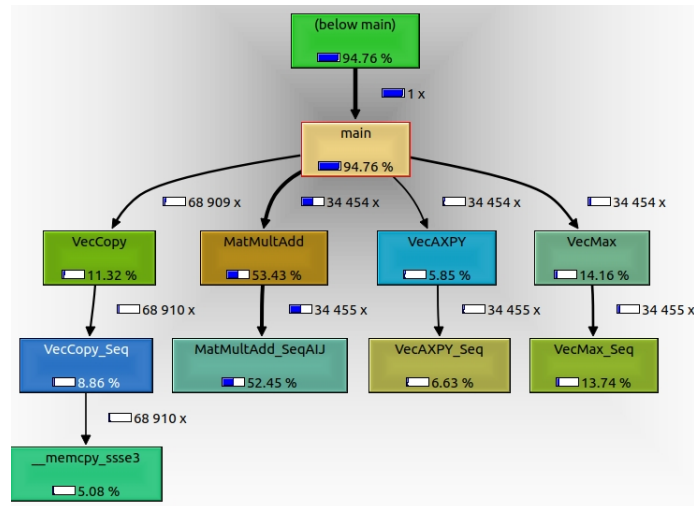 (below main)
94.76 %
1 x
main
94.76 %
68 909 x
34 454 x
34 454 x
34 454 x
VecCopy
11.32 %
MatMultAdd
53.43 %
VecAXPY
5.85 %
VecMax
14.16 %
68 910 x
34 455 x
34 455 x
34 455 x
VecCopy_Seq
8.86 %
MatMultAdd_SeqAIJ
52.45 %
VecAXPY_Seq
6.63 %
VecMax_Seq
13.74 %
68 910 x
__memcpy_ssse3
5.08 %